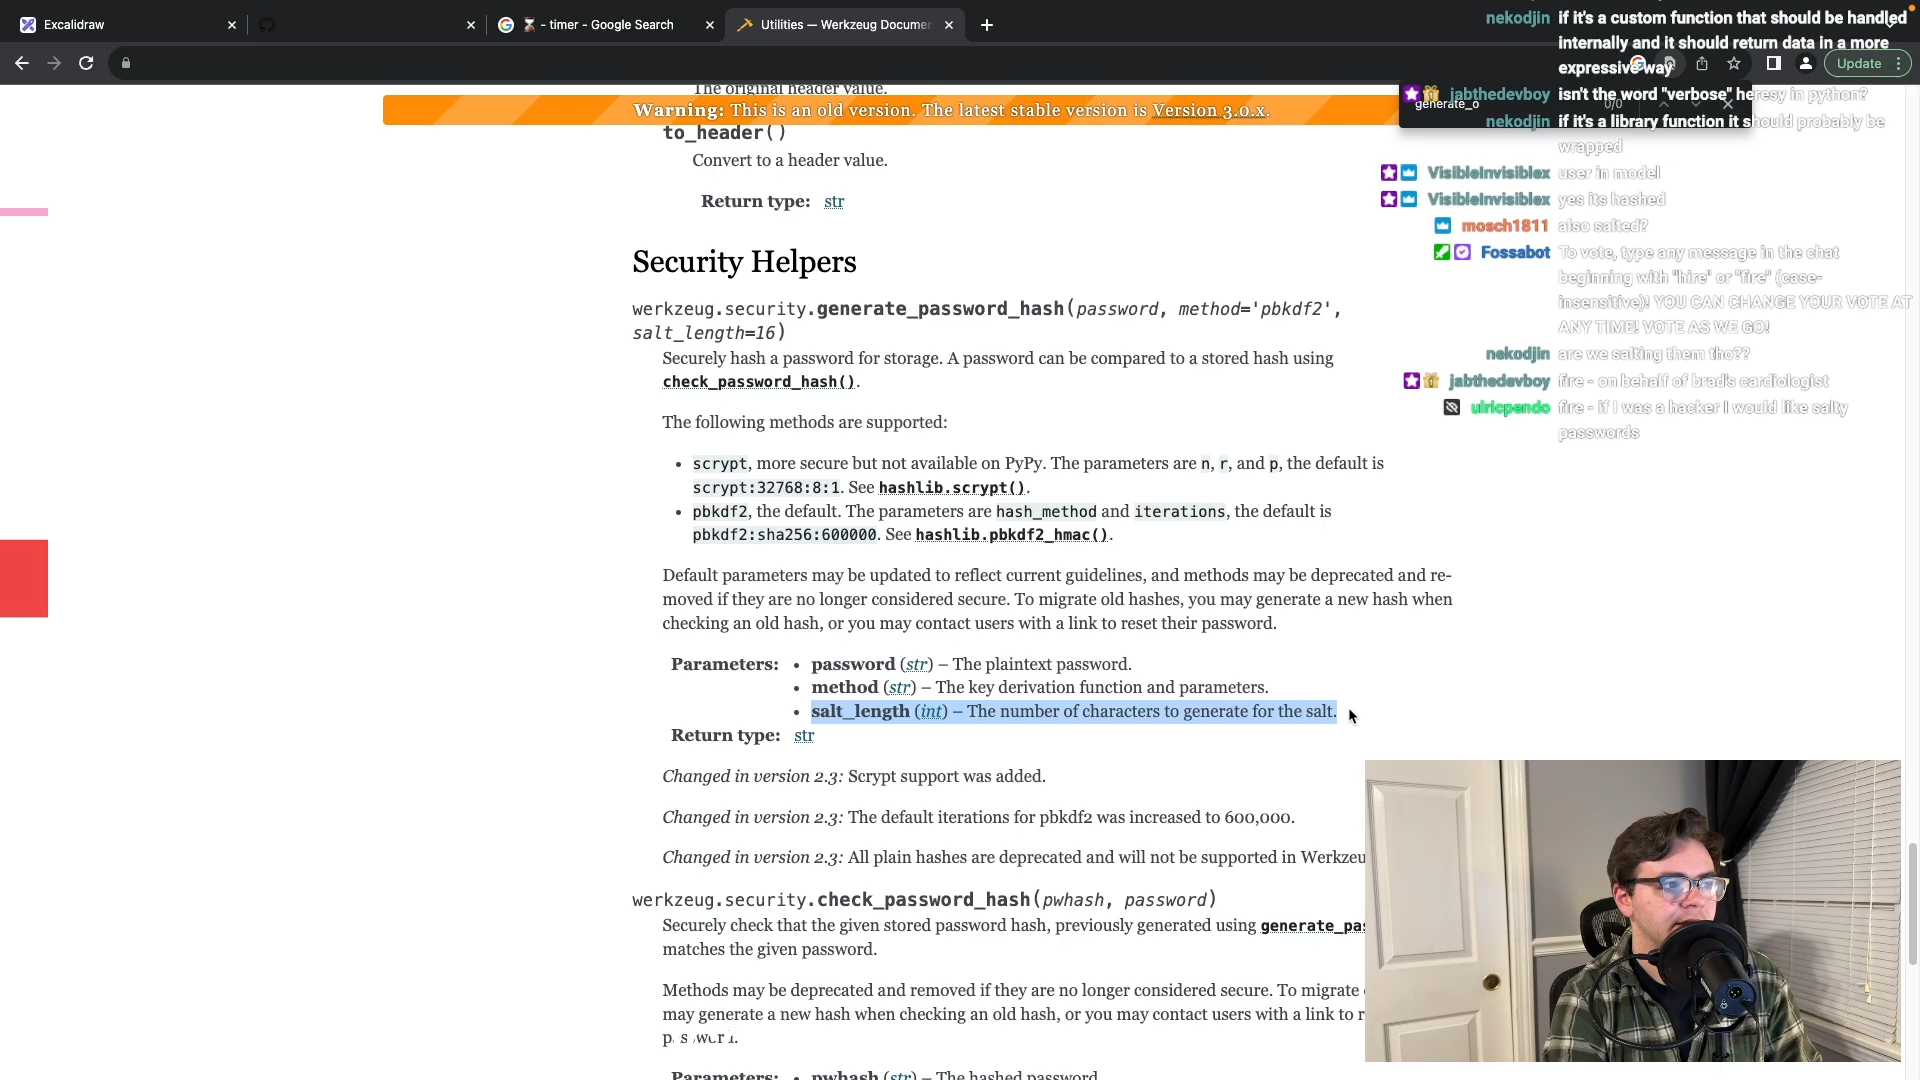 Excalidraw
⌛ - timer - Google Search
Utilities — Werkzeug Docume
Update
The original header value.
Warning: This is an old version. The latest stable version is Version 3.0.x.
generate_o
0/0
to_header()
Convert to a header value.
Return type: str
Security Helpers
werkzeug.security.generate_password_hash(password, method='pbkdf2',
salt_length=16)
Securely hash a password for storage. A password can be compared to a stored hash using
check_password_hash().
The following methods are supported:
• scrypt, more secure but not available on PyPy. The parameters are n, r, and p, the default is
scrypt:32768:8:1. See hashlib.scrypt().
• pbkdf2, the default. The parameters are hash_method and iterations, the default is
pbkdf2:sha256:600000. See hashlib.pbkdf2_hmac().
Default parameters may be updated to reflect current guidelines, and methods may be deprecated and re-
moved if they are no longer considered secure. To migrate old hashes, you may generate a new hash when
checking an old hash, or you may contact users with a link to reset their password.
Parameters: • password (str) – The plaintext password.
• method (str) – The key derivation function and parameters.
• salt_length (int) – The number of characters to generate for the salt.
Return type: str
Changed in version 2.3: Scrypt support was added.
Changed in version 2.3: The default iterations for pbkdf2 was increased to 600,000.
Changed in version 2.3: All plain hashes are deprecated and will not be supported in Werkzeu
werkzeug.security.check_password_hash(pwhash, password)
Securely check that the given stored password hash, previously generated using generate_pas
matches the given password.
Methods may be deprecated and removed if they are no longer considered secure. To migrate
may generate a new hash when checking an old hash, or you may contact users with a link to r
Parameters: • pwhash (str) – The hashed password.
nekodjin if it's a custom function that should be handled
internally and it should return data in a more
expressive way
jabthedevboy isn't the word "verbose" heresy in python?
nekodjin if it's a library function it should probably be
wrapped
VisibleInvisiblex user in model
VisibleInvisiblex yes its hashed
mosch1811 also salted?
Fossabot To vote, type any message in the chat
beginning with "hire" or "fire" (case-
insensitive)! YOU CAN CHANGE YOUR VOTE AT
ANY TIME! VOTE AS WE GO!
nekodjin are we salting them tho??
jabthedevboy fire - on behalf of brad's cardiologist
ulricpendo fire - if I was a hacker I would like salty
passwords